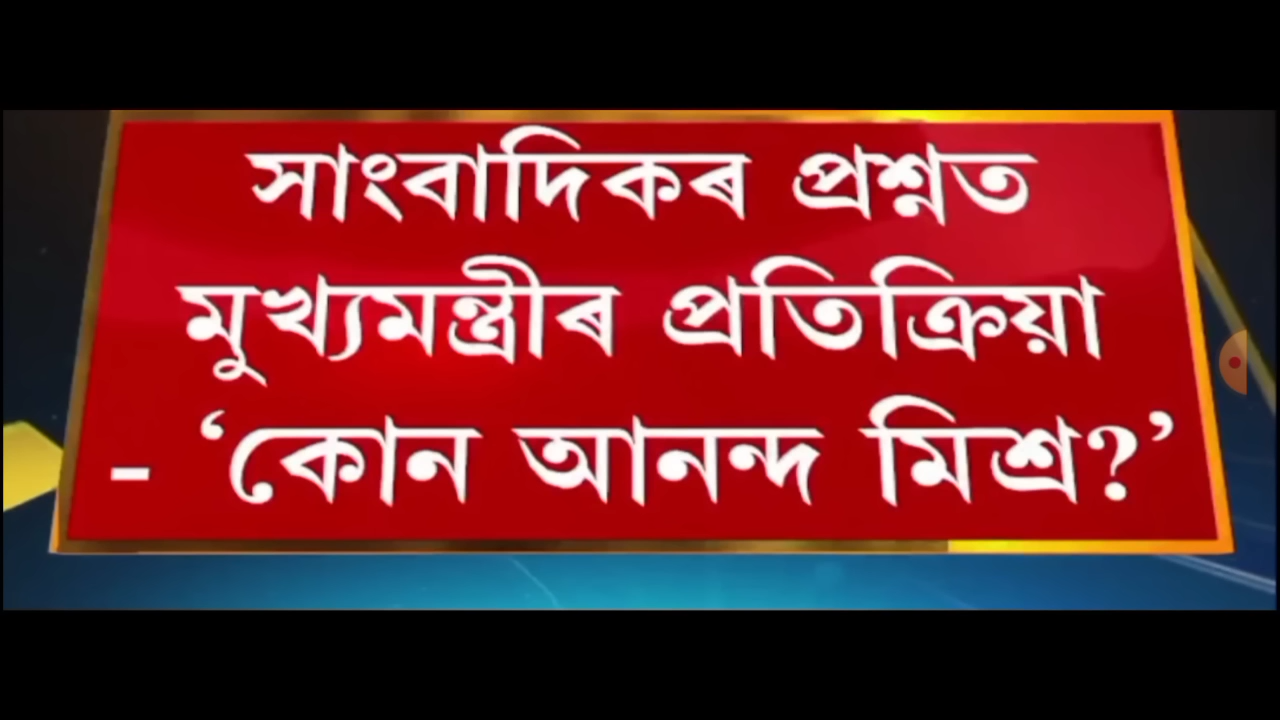 সাংবাদিকৰ প্ৰশ্নত
মুখ্যমন্ত্ৰীৰ প্ৰতিক্ৰিয়া
- ‘কোন আনন্দ মিশ্ৰ?’